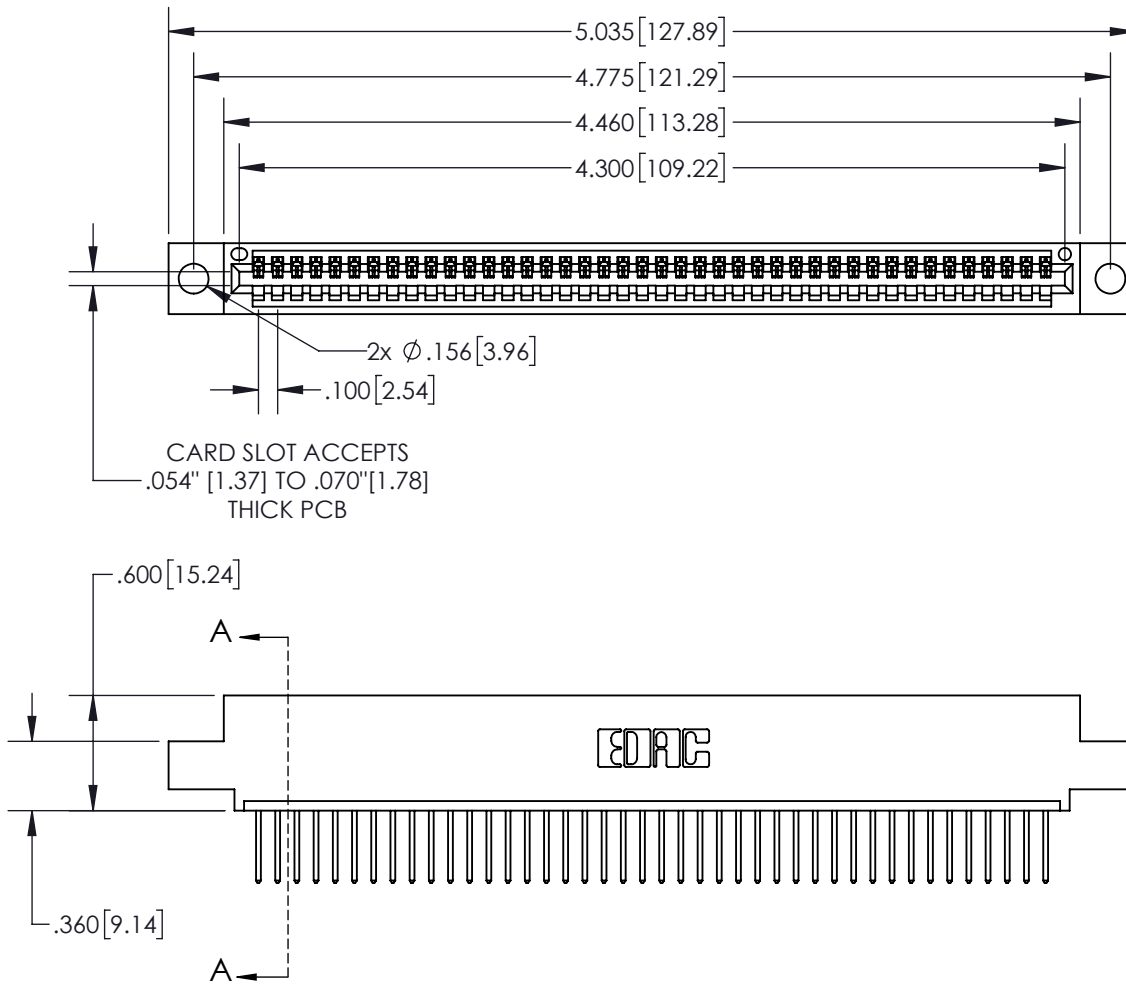 5.035[127.89]
4.775[121.29]
4.460[113.28]
4.300[109.22]
2x Ø.156[3.96]
.100[2.54]
CARD SLOT ACCEPTS
.054" [1.37] TO .070"[1.78]
THICK PCB
.600[15.24]
A
EDAC
.360[9.14]
A